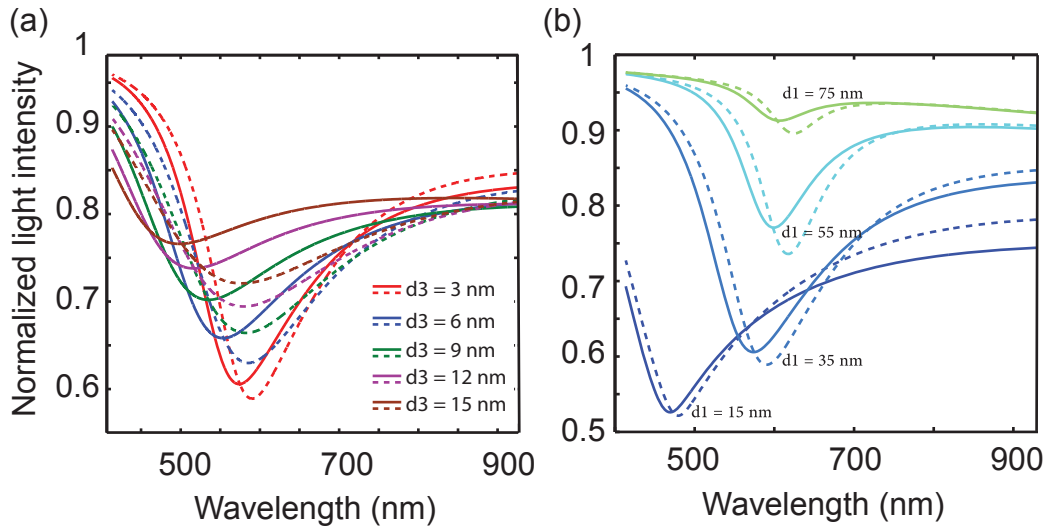 (a)
(b)
1
0.9
0.8
0.7
0.6
Normalized light intensity
d3 = 3 nm
d3 = 6 nm
d3 = 9 nm
d3 = 12 nm
d3 = 15 nm
500
700
900
Wavelength (nm)
1
0.9
0.8
0.7
0.6
0.5
d1 = 75 nm
d1 = 55 nm
d1 = 35 nm
d1 = 15 nm
500
700
900
Wavelength (nm)